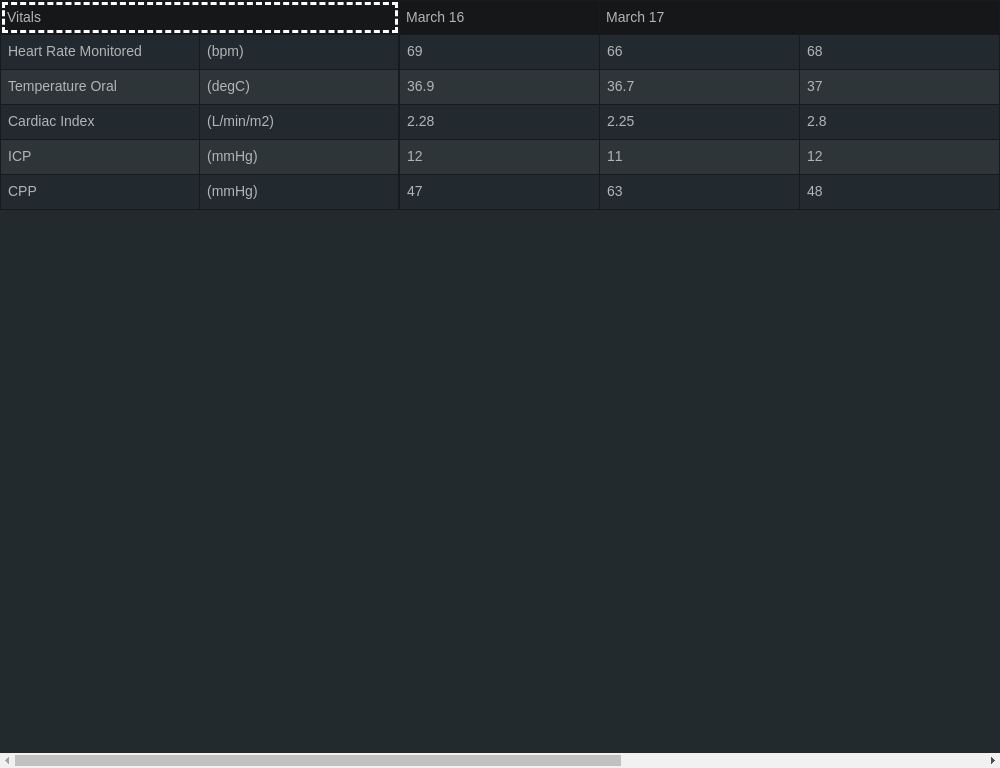 Vitals March 16 March 17
Heart Rate Monitored (bpm) 69 66 68
Temperature Oral (degC) 36.9 36.7 37
Cardiac Index (L/min/m2) 2.28 2.25 2.8
ICP (mmHg) 12 11 12
CPP (mmHg) 47 63 48